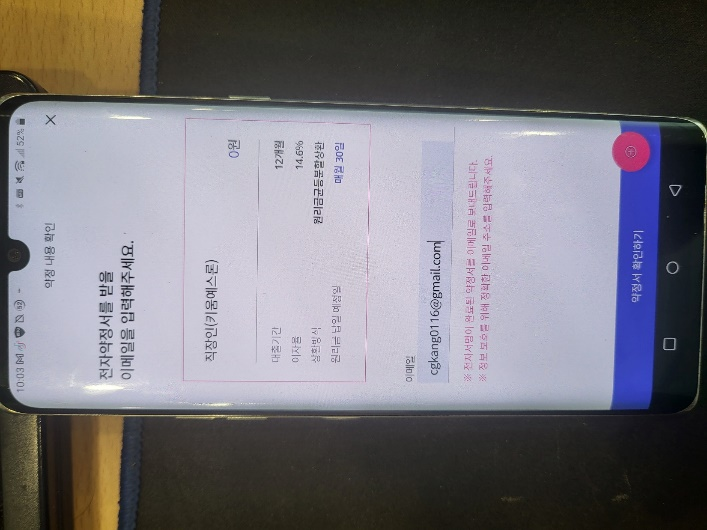 10:03
52%
약정 내용 확인
전자약정서를 받을
이메일을 입력해주세요.
직장인(키움예스론)
0원
대출기간 12개월
이자율 14.6%
상환방식 원리금균등분할상환
원리금 납입 예정일 매월 30일
이메일
cgkang0116@gmail.com
※ 전자서명이 완료된 약정서를 이메일로 보내드립니다.
※ 정보 보호를 위해 정확한 이메일 주소를 입력해주세요.
약정서 확인하기